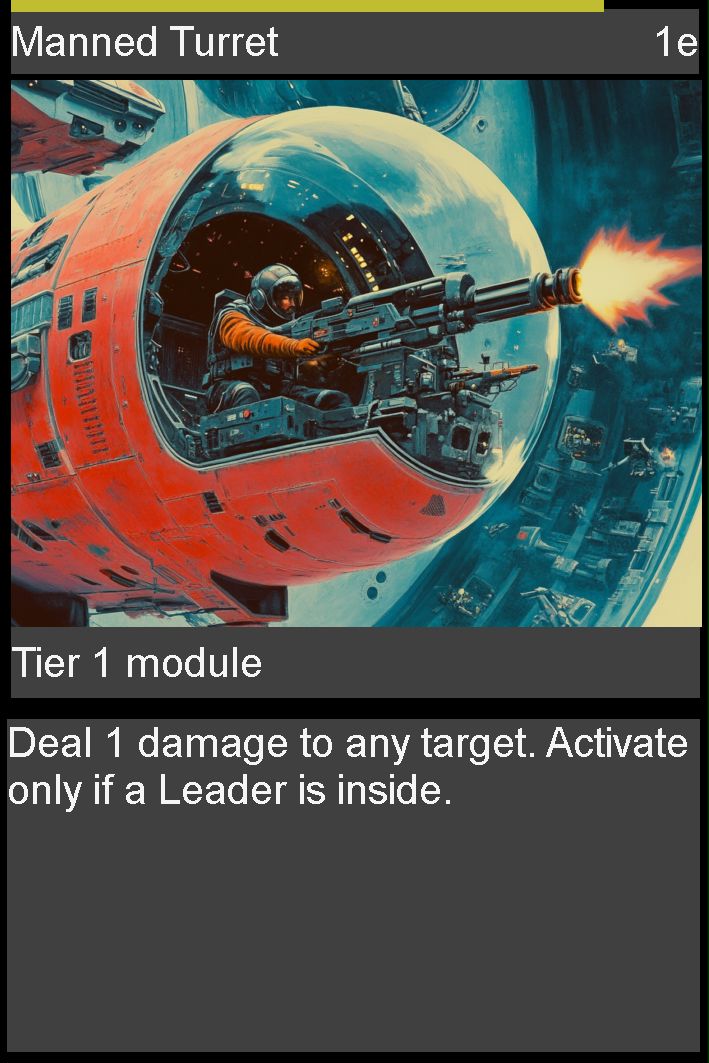 Manned Turret 1e
Tier 1 module
Deal 1 damage to any target. Activate
only if a Leader is inside.